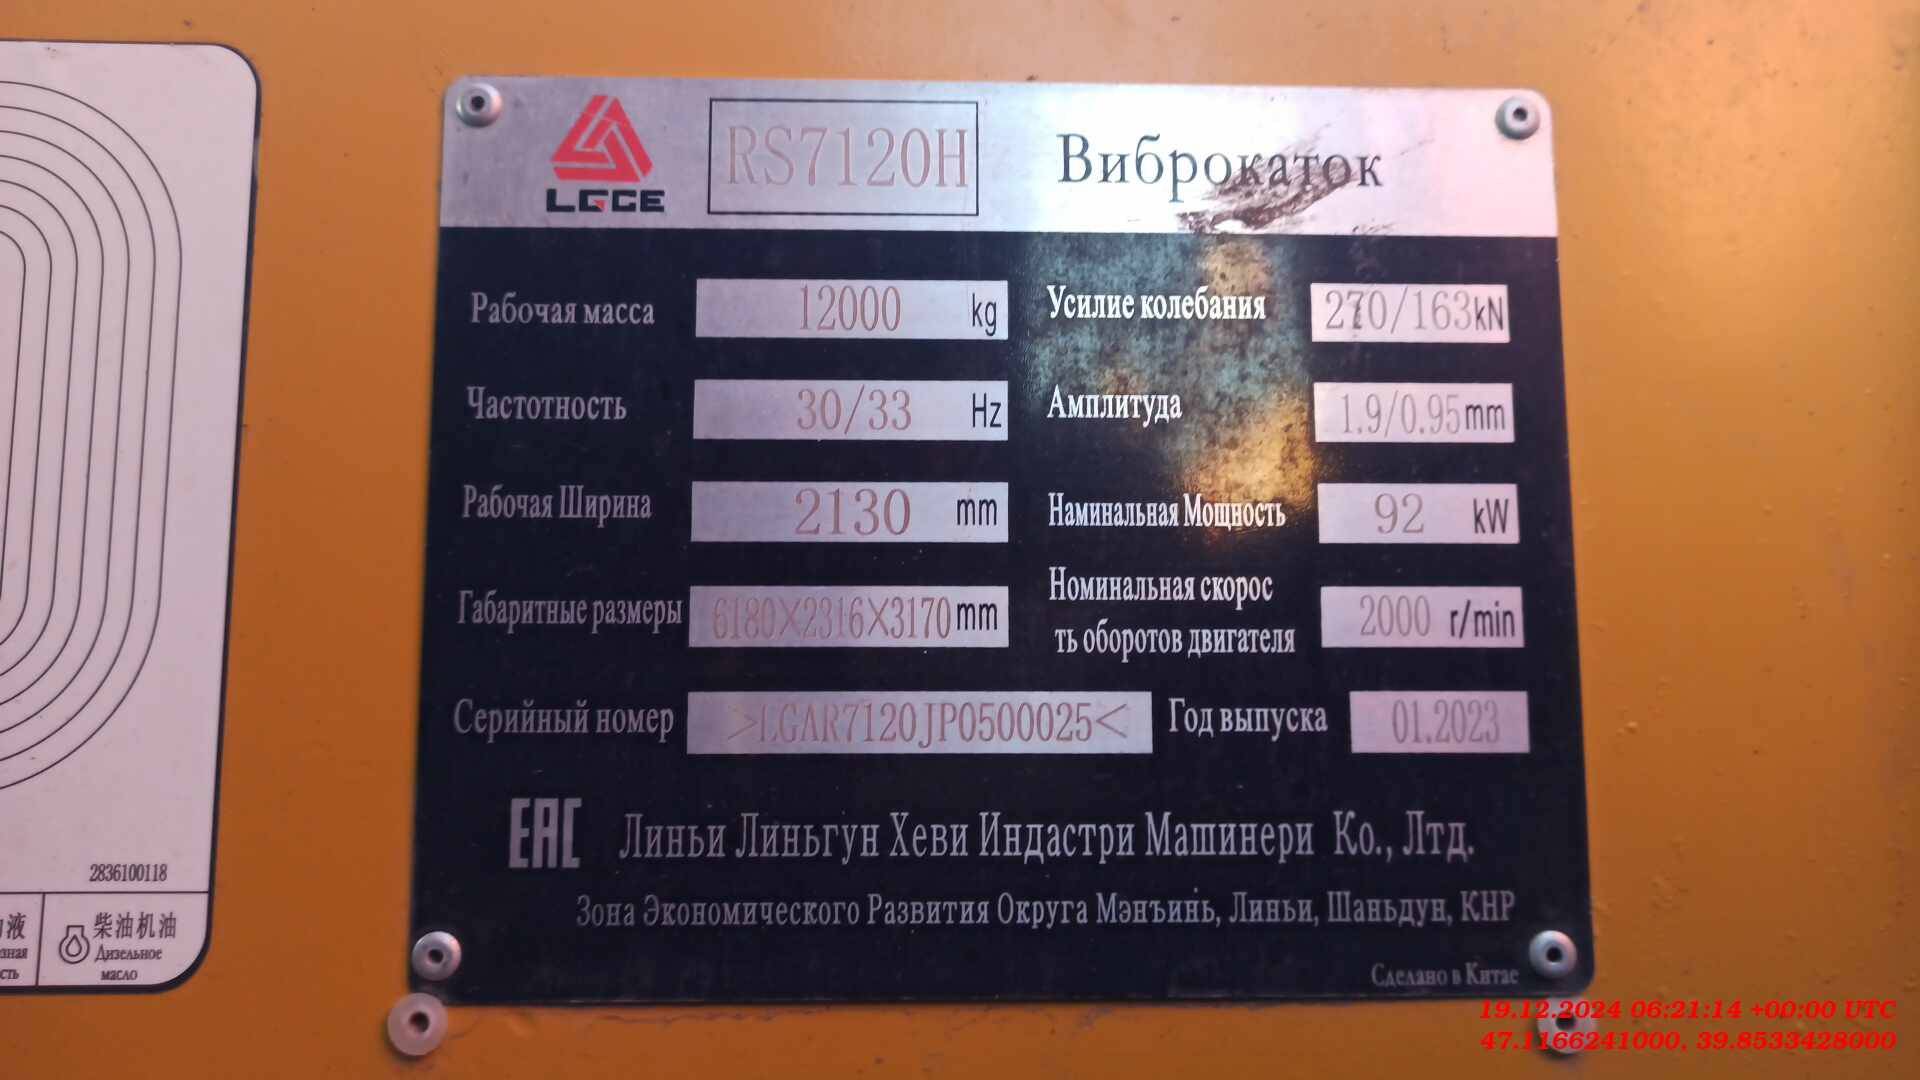 LGCE
RS7120H
Виброкаток
Рабочая масса 12000 kg
Усилие колебания 270/163kN
Частотность 30/33 Hz
Амплитуда 1.9/0.95mm
Рабочая Ширина 2130 mm
Наминальная Мощность 92 kW
Габаритные размеры 6180X2316X3170mm
Номинальная скорос
ть оборотов двигателя 2000 r/min
Серийный номер >LGAR7120JP0500025<
Год выпуска 01.2023
EAC Линьи Линьгун Хеви Индастри Машинери Ко., Лтд.
Зона Экономического Развития Округа Мэнъинь, Линьи, Шаньдун, КНР
Сделано в Китае
2836100118
液
柴油机油
Дизельное
масло
19.12.2024 06:21:14 +00:00 UTC
47.1166241000, 39.8533428000